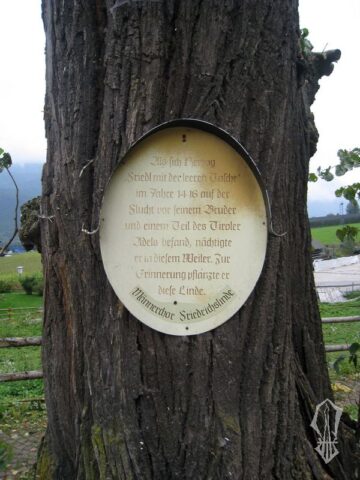 Als sich Herzog
Friedl mit der leeren Tasche
im Jahre 1416 auf der
Flucht vor seinem Bruder
und einem Teil des Tiroler
Adels befand, nächtigte
er in diesem Weiler. Zur
Erinnerung pflanzte er
diese Linde.
Männerchor Friedrichslinde